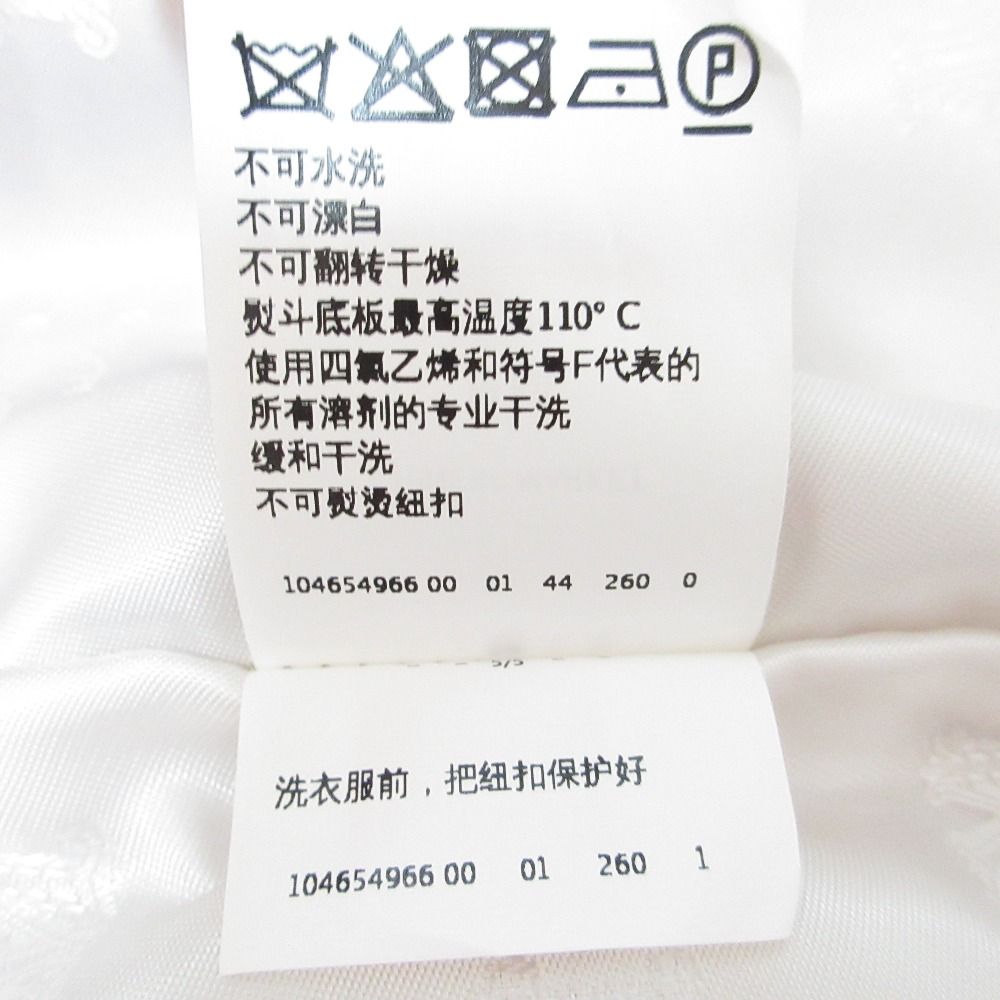 P
不可水洗
不可漂白
不可翻转干燥
熨斗底板最高温度110° C
使用四氯乙烯和符号F代表的
所有溶剂的专业干洗
缓和干洗
不可熨烫纽扣
104654966 00 01 44 260 0
5/5
洗衣服前，把纽扣保护好
104654966 00 01 260 1